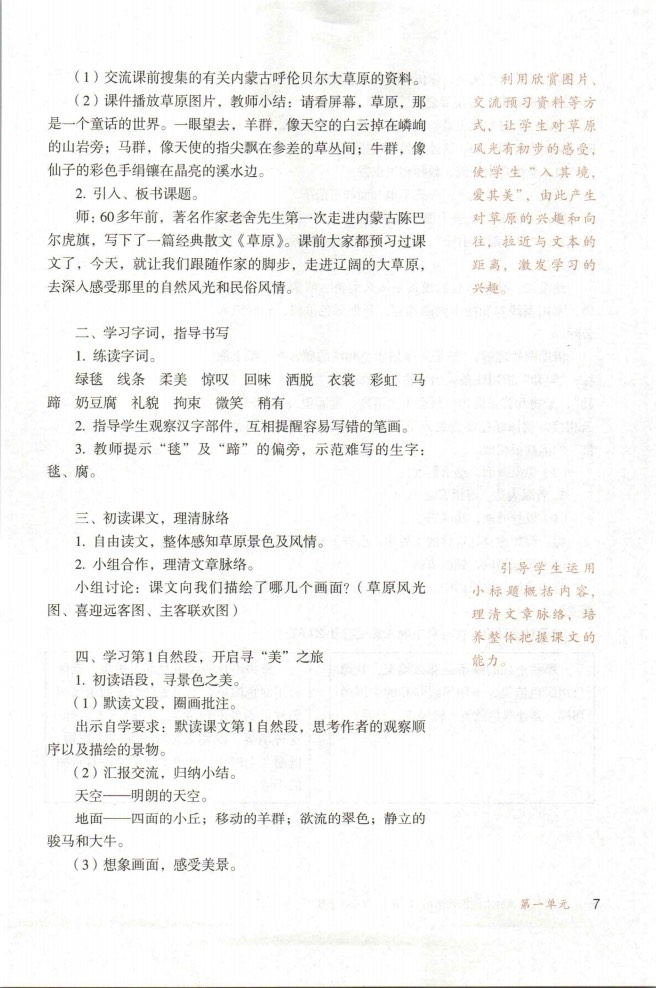 （1）交流课前搜集的有关内蒙古呼伦贝尔大草原的资料。
（2）课件播放草原图片，教师小结：请看屏幕，草原，那
是一个童话的世界。一眼望去，羊群，像天空的白云掉在嶙峋
的山岩旁；马群，像天使的指尖飘在参差的草丛间；牛群，像
仙子的彩色手绢镶在晶亮的溪水边。
2. 引入、板书课题。
师：60多年前，著名作家老舍先生第一次走进内蒙古陈巴
尔虎旗，写下了一篇经典散文《草原》。课前大家都预习过课
文了，今天，就让我们跟随作家的脚步，走进辽阔的大草原，
去深入感受那里的自然风光和民俗风情。
利用欣赏图片、
交流预习资料等方
式，让学生对草原
风光有初步的感受，
使学生“入其境，
爱其美”，由此产生
对草原的兴趣和向
往，拉近与文本的
距离，激发学习的
兴趣。
二、学习字词，指导书写
1. 练读字词。
绿毯 线条 柔美 惊叹 回味 洒脱 衣裳 彩虹 马
蹄 奶豆腐 礼貌 拘束 微笑 稍有
2. 指导学生观察汉字部件，互相提醒容易写错的笔画。
3. 教师提示“毯”及“蹄”的偏旁，示范难写的生字：
毯、腐。
三、初读课文，理清脉络
1. 自由读文，整体感知草原景色及风情。
2. 小组合作，理清文章脉络。
小组讨论：课文向我们描绘了哪几个画面？（草原风光
图、喜迎远客图、主客联欢图）
引导学生运用
小标题概括内容，
理清文章脉络，培
养整体把握课文的
能力。
四、学习第1自然段，开启寻“美”之旅
1. 初读语段，寻景色之美。
（1）默读文段，圈画批注。
出示自学要求：默读课文第1自然段，思考作者的观察顺
序以及描绘的景物。
（2）汇报交流，归纳小结。
天空——明朗的天空。
地面——四面的小丘；移动的羊群；欲流的翠色；静立的
骏马和大牛。
（3）想象画面，感受美景。
第一单元 7